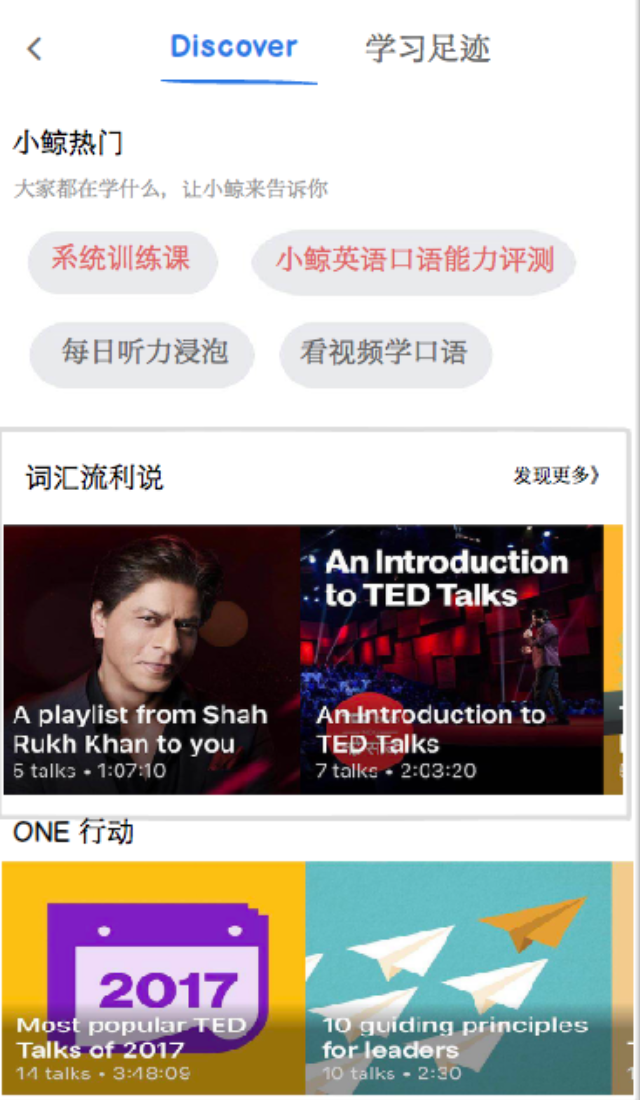 Discover 学习足迹
小鲸热门
大家都在学什么，让小鲸来告诉你
系统训练课 小鲸英语口语能力评测
每日听力浸泡 看视频学口语
词汇流利说 发现更多》
An Introduction
to TED Talks
A playlist from Shah
Rukh Khan to you
5 talks • 1:07:10
An Introduction to
TED Talks
7 talks • 2:03:20
ONE 行动
2017
Most popular TED
Talks of 2017
14 talks • 3:48:09
10 guiding principles
for leaders
10 talks • 2:30